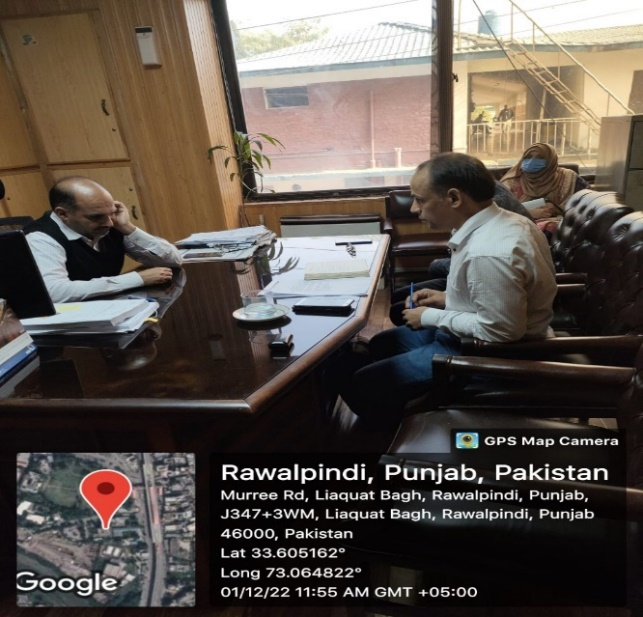 GPS Map Camera
Rawalpindi, Punjab, Pakistan
Murree Rd, Liaquat Bagh, Rawalpindi, Punjab,
J347+3WM, Liaquat Bagh, Rawalpindi, Punjab
46000, Pakistan
Lat 33.605162°
Long 73.064822°
01/12/22 11:55 AM GMT +05:00
Google